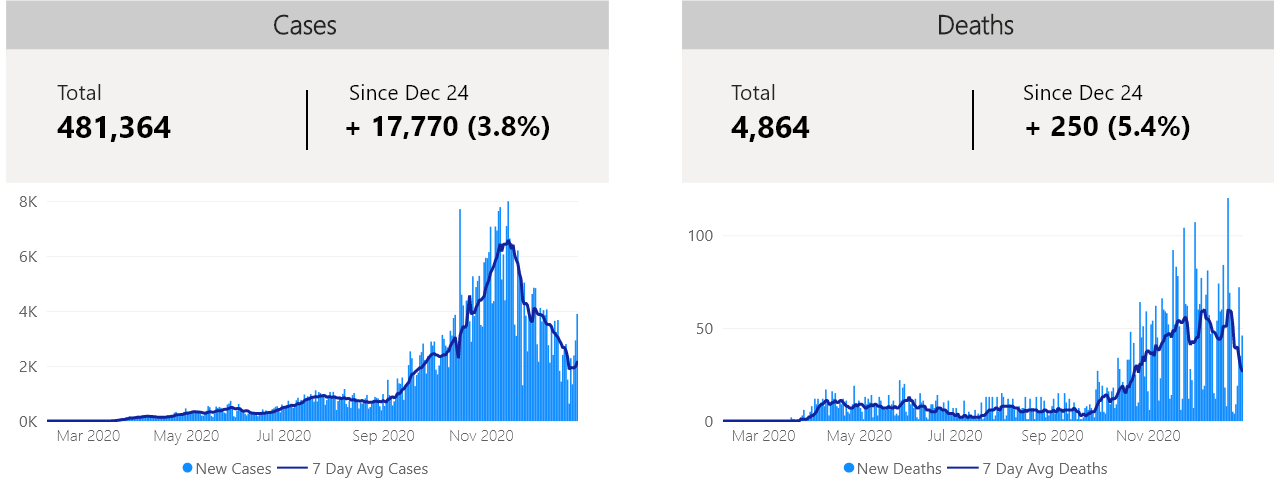 Cases
Total
481,364
Since Dec 24
+ 17,770 (3.8%)
8K
6K
4K
2K
0K
Mar 2020 May 2020 Jul 2020 Sep 2020 Nov 2020
New Cases 7 Day Avg Cases
Deaths
Total
4,864
Since Dec 24
+ 250 (5.4%)
100
50
0
Mar 2020 May 2020 Jul 2020 Sep 2020 Nov 2020
New Deaths 7 Day Avg Deaths